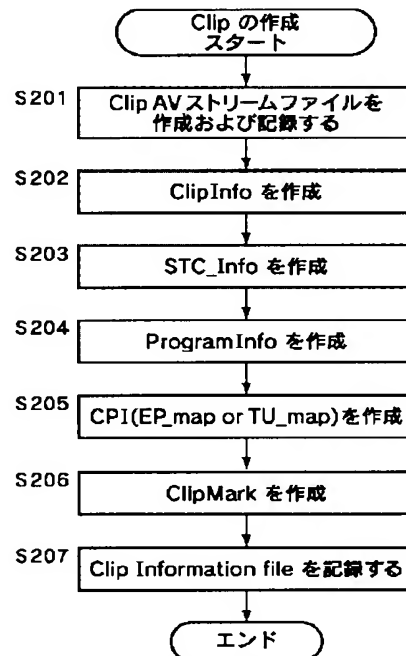 Clip の作成
スタート
S201
Clip AVストリームファイルを
作成および記録する
S202
ClipInfo を作成
S203
STC_Info を作成
S204
ProgramInfo を作成
S205
CPI(EP_map or TU_map)を作成
S206
ClipMark を作成
S207
Clip Information file を記録する
エンド